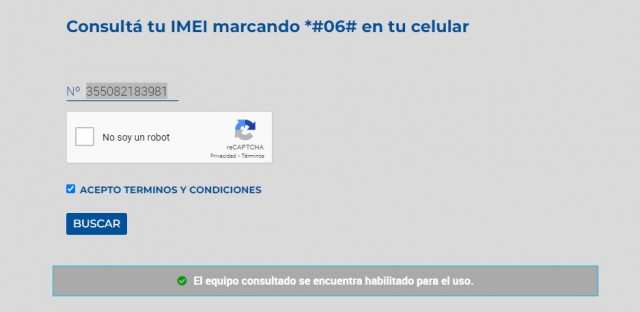 Consultá tu IMEI marcando *#06# en tu celular
Nº 355082183981
No soy un robot
reCAPTCHA
Privacidad - Términos
ACEPTO TERMINOS Y CONDICIONES
BUSCAR
El equipo consultado se encuentra habilitado para el uso.